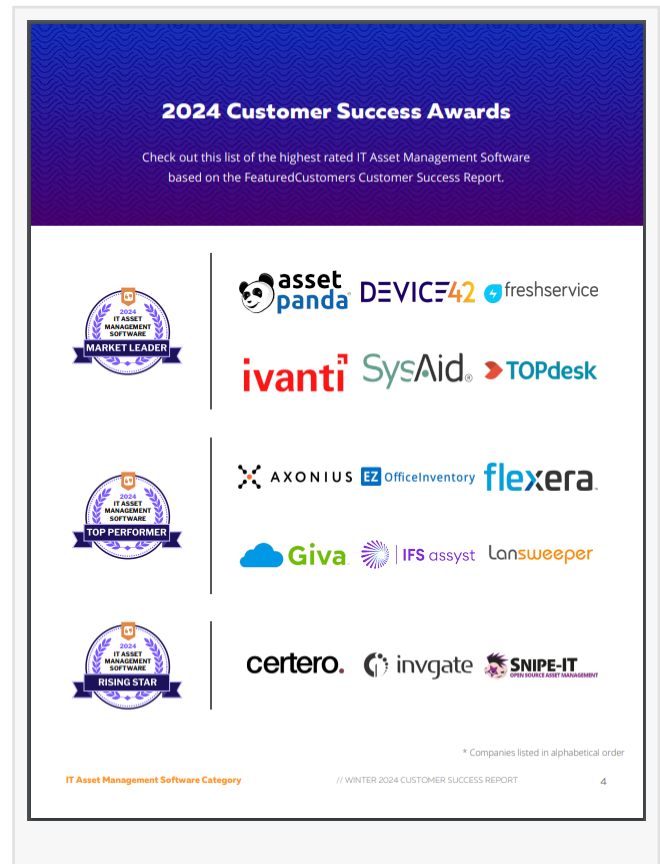 2024 Customer Success Awards
Check out this list of the highest rated IT Asset Management Software
based on the FeaturedCustomers Customer Success Report.
2024
IT ASSET
MANAGEMENT
SOFTWARE
MARKET LEADER
asset
panda
DEVICE42
freshservice
ivanti
SysAid®
TOPdesk
2024
IT ASSET
MANAGEMENT
SOFTWARE
TOP PERFORMER
AXONIUS
EZ OfficeInventory
flexera
Giva
IFS assyst
Lansweeper
2024
IT ASSET
MANAGEMENT
SOFTWARE
RISING STAR
certero.
invgate
SNIPE-IT
OPEN SOURCE ASSET MANAGEMENT
* Companies listed in alphabetical order
IT Asset Management Software Category
// WINTER 2024 CUSTOMER SUCCESS REPORT
4